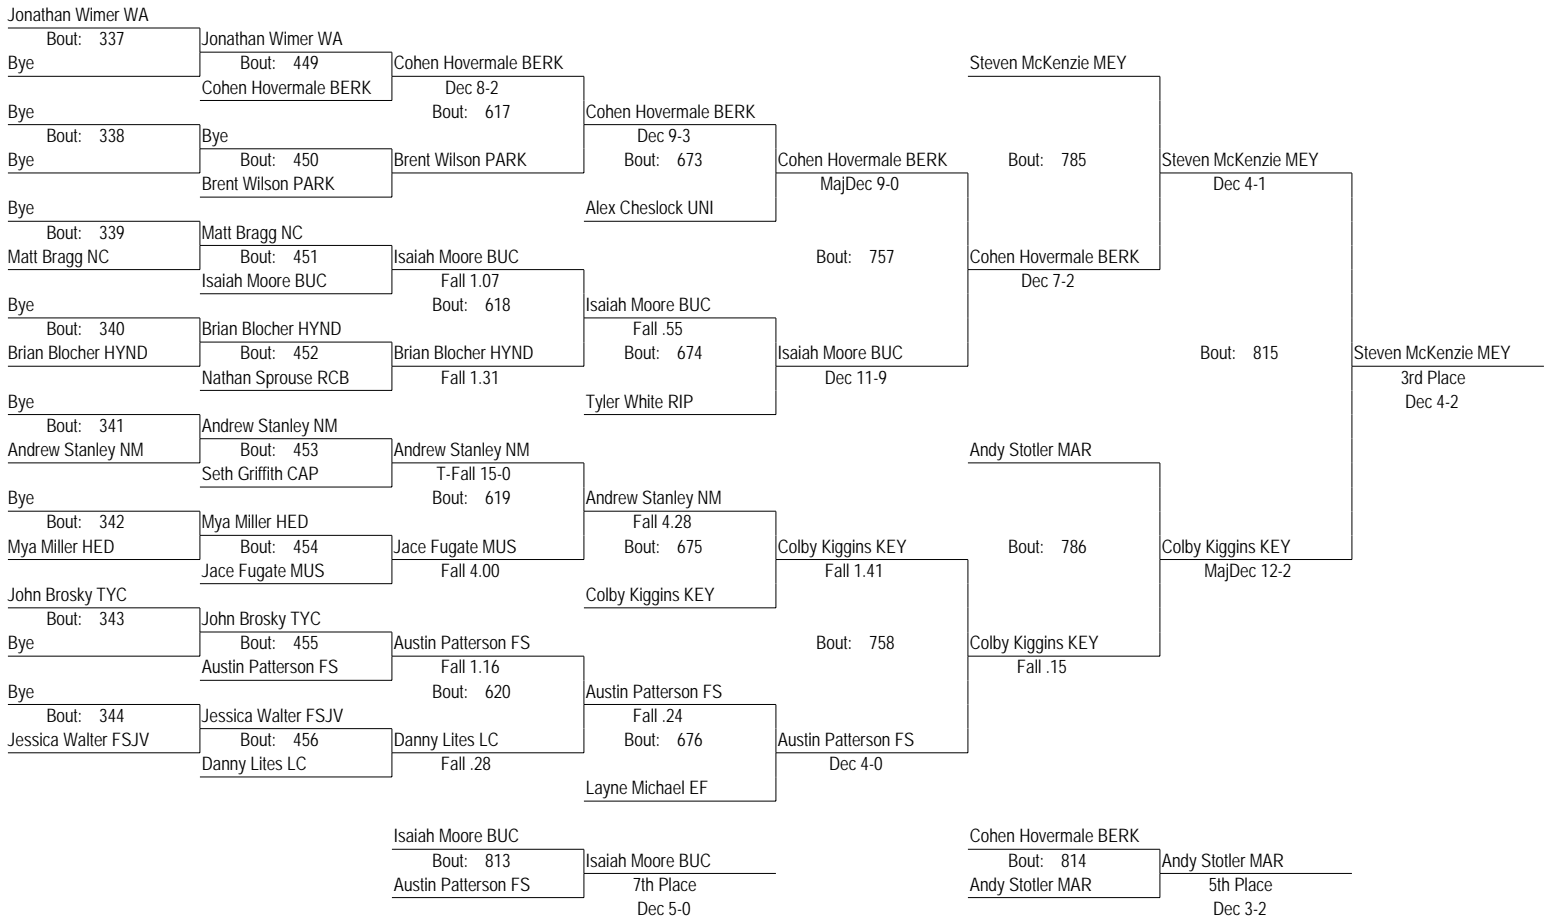 Jonathan Wimer WA
Bout: 337
Bye
Bye
Bout: 338
Bye
Bye
Bout: 339
Matt Bragg NC
Bye
Bout: 340
Brian Blocher HYND
Bye
Bout: 341
Andrew Stanley NM
Bye
Bout: 342
Mya Miller HED
John Brosky TYC
Bout: 343
Bye
Bye
Bout: 344
Jessica Walter FSJV
Jonathan Wimer WA
Bout: 449
Cohen Hovermale BERK
Bye
Bout: 450
Brent Wilson PARK
Matt Bragg NC
Bout: 451
Isaiah Moore BUC
Brian Blocher HYND
Bout: 452
Nathan Sprouse RCB
Andrew Stanley NM
Bout: 453
Seth Griffith CAP
Mya Miller HED
Bout: 454
Jace Fugate MUS
John Brosky TYC
Bout: 455
Austin Patterson FS
Jessica Walter FSJV
Bout: 456
Danny Lites LC
Cohen Hovermale BERK
Dec 8-2
Bout: 617
Brent Wilson PARK
Isaiah Moore BUC
Fall 1.07
Bout: 618
Brian Blocher HYND
Fall 1.31
Andrew Stanley NM
T-Fall 15-0
Bout: 619
Jace Fugate MUS
Fall 4.00
Austin Patterson FS
Fall 1.16
Bout: 620
Danny Lites LC
Fall .28
Cohen Hovermale BERK
Dec 9-3
Bout: 673
Alex Cheslock UNI
Isaiah Moore BUC
Fall .55
Bout: 674
Tyler White RIP
Andrew Stanley NM
Fall 4.28
Bout: 675
Colby Kiggins KEY
Austin Patterson FS
Fall .24
Bout: 676
Layne Michael EF
Cohen Hovermale BERK
MajDec 9-0
Bout: 757
Isaiah Moore BUC
Dec 11-9
Colby Kiggins KEY
Fall 1.41
Bout: 758
Austin Patterson FS
Dec 4-0
Steven McKenzie MEY
Bout: 785
Cohen Hovermale BERK
Dec 7-2
Andy Stotler MAR
Bout: 786
Colby Kiggins KEY
Fall .15
Steven McKenzie MEY
Dec 4-1
Bout: 815
Colby Kiggins KEY
MajDec 12-2
Steven McKenzie MEY
3rd Place
Dec 4-2
Isaiah Moore BUC
Bout: 813
Austin Patterson FS
Isaiah Moore BUC
7th Place
Dec 5-0
Cohen Hovermale BERK
Bout: 814
Andy Stotler MAR
Andy Stotler MAR
5th Place
Dec 3-2